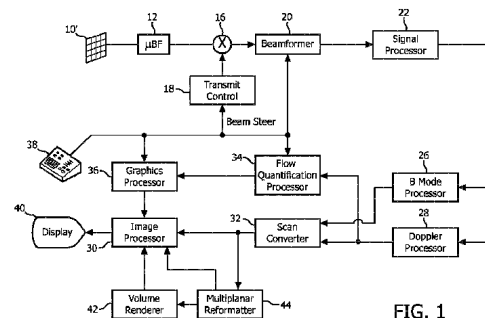 10'
12
μBF
16
X
20
Beamformer
22
Signal
Processor
18
Transmit
Control
Beam Steer
38
36
Graphics
Processor
34
Flow
Quantification
Processor
26
B Mode
Processor
40
Display
30
Image
Processor
32
Scan
Converter
28
Doppler
Processor
42
Volume
Renderer
Multiplanar
Reformatter
44
FIG. 1